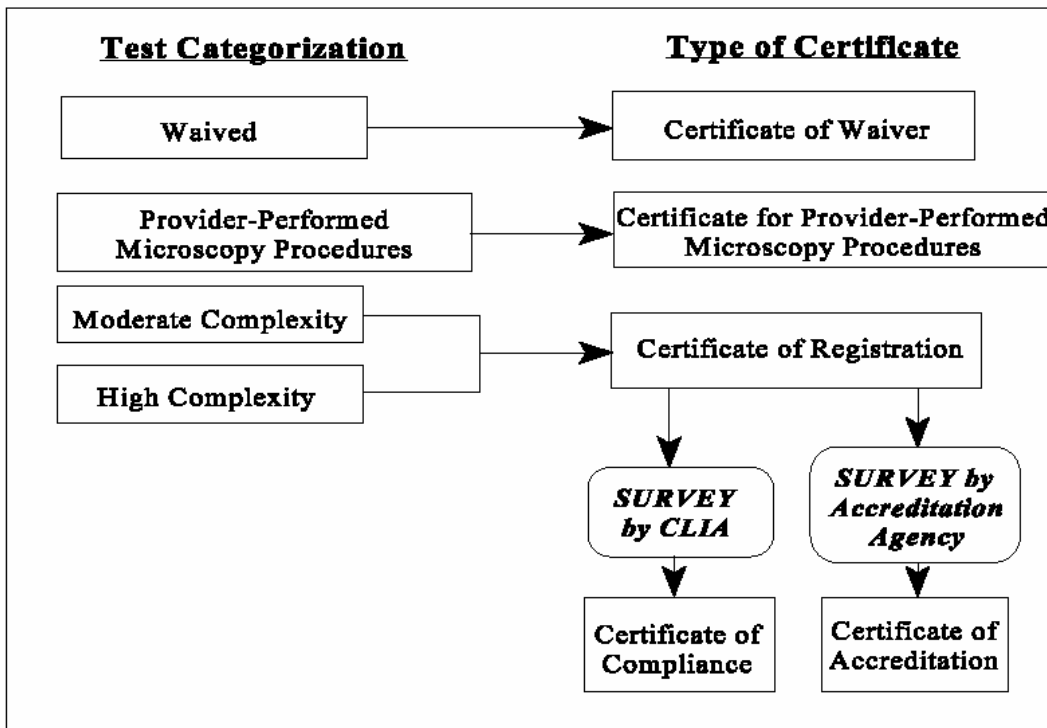 Test Categorization
Type of Certificate
Waived
Certificate of Waiver
Provider-Performed
Microscopy Procedures
Certificate for Provider-Performed
Microscopy Procedures
Moderate Complexity
High Complexity
Certificate of Registration
SURVEY
by CLIA
SURVEY by
Accreditation
Agency
Certificate of
Compliance
Certificate of
Accreditation